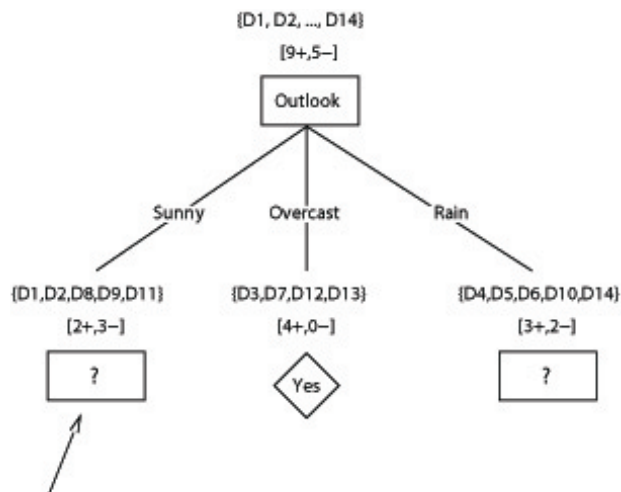 {D1, D2, ..., D14}
[9+,5−]
Outlook
Sunny
Overcast
Rain
{D1,D2,D8,D9,D11}
{D3,D7,D12,D13}
{D4,D5,D6,D10,D14}
[2+,3−]
[4+,0−]
[3+,2−]
?
Yes
?